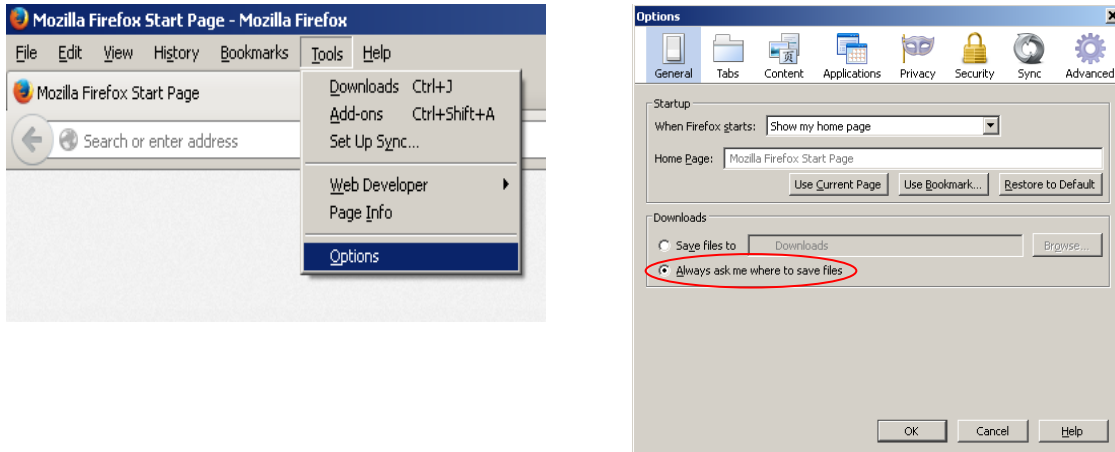 Mozilla Firefox Start Page - Mozilla Firefox
File Edit View History Bookmarks Tools Help
Mozilla Firefox Start Page
Search or enter address
Downloads Ctrl+J
Add-ons Ctrl+Shift+A
Set Up Sync...
Web Developer
Page Info
Options
Options
General Tabs Content Applications Privacy Security Sync Advanced
Startup
When Firefox starts: Show my home page
Home Page: Mozilla Firefox Start Page
Use Current Page Use Bookmark... Restore to Default
Downloads
Save files to Downloads Browse...
Always ask me where to save files
OK Cancel Help